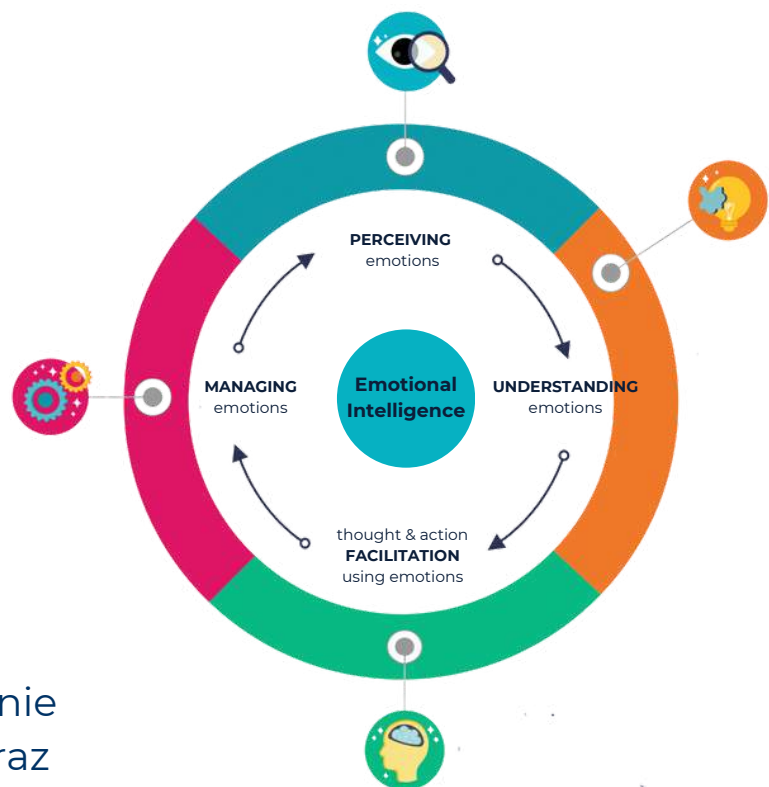 PERCEIVING
emotions
MANAGING
emotions
Emotional
Intelligence
UNDERSTANDING
emotions
thought & action
FACILITATION
using emotions
nie
raz